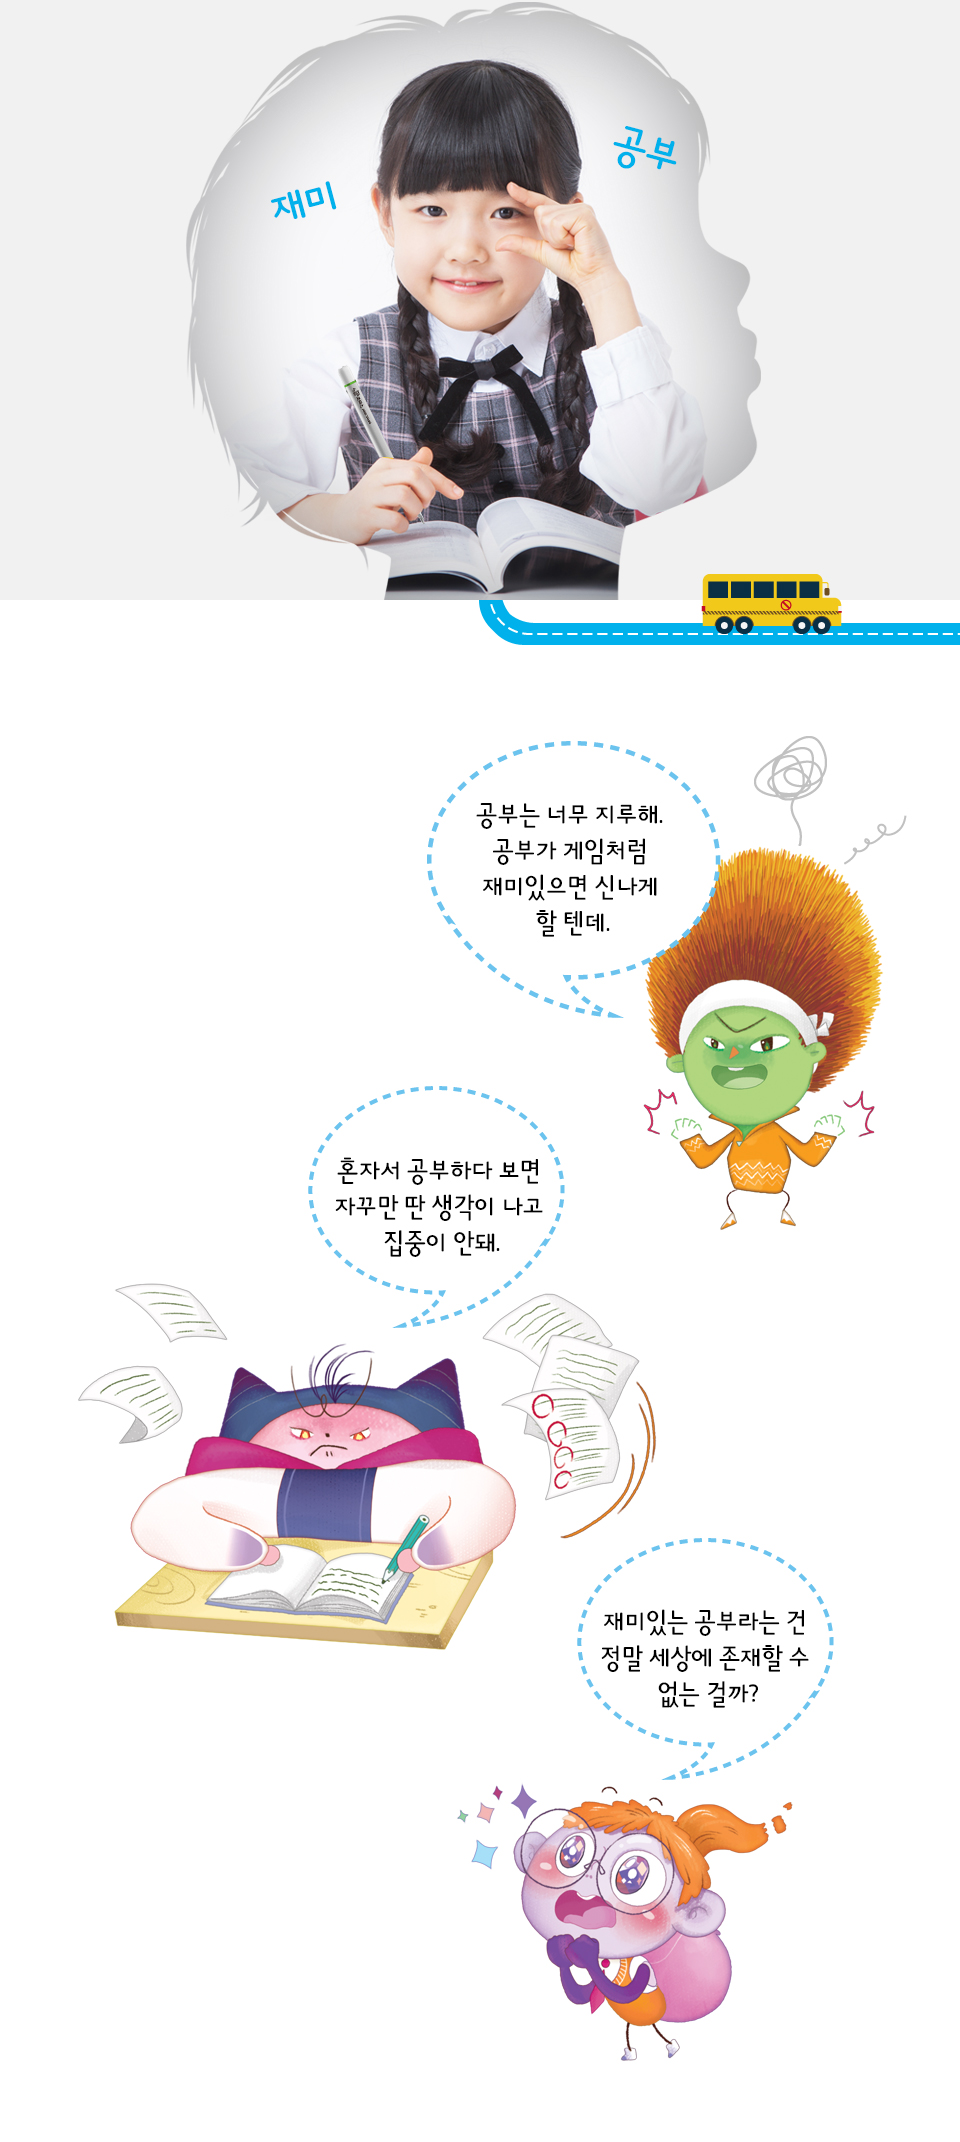 재미
공부
공부는 너무 지루해.
공부가 게임처럼
재미있으면 신나게
할 텐데.
혼자서 공부하다 보면
자꾸만 딴 생각이 나고
집중이 안돼.
재미있는 공부라는 건
정말 세상에 존재할 수
없는 걸까?